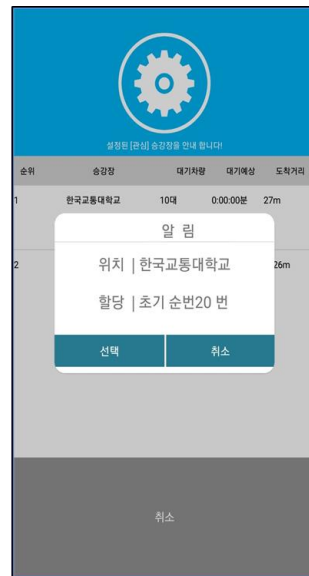 설정된 [관심] 승강장을 안내 합니다!
순위 승강장 대기차량 대기예상 도착거리
1 한국교통대학교 10대 0:00:00분 27m
알 림
2 26m
위치 | 한국교통대학교
할당 | 초기 순번20 번
선택 취소
취소